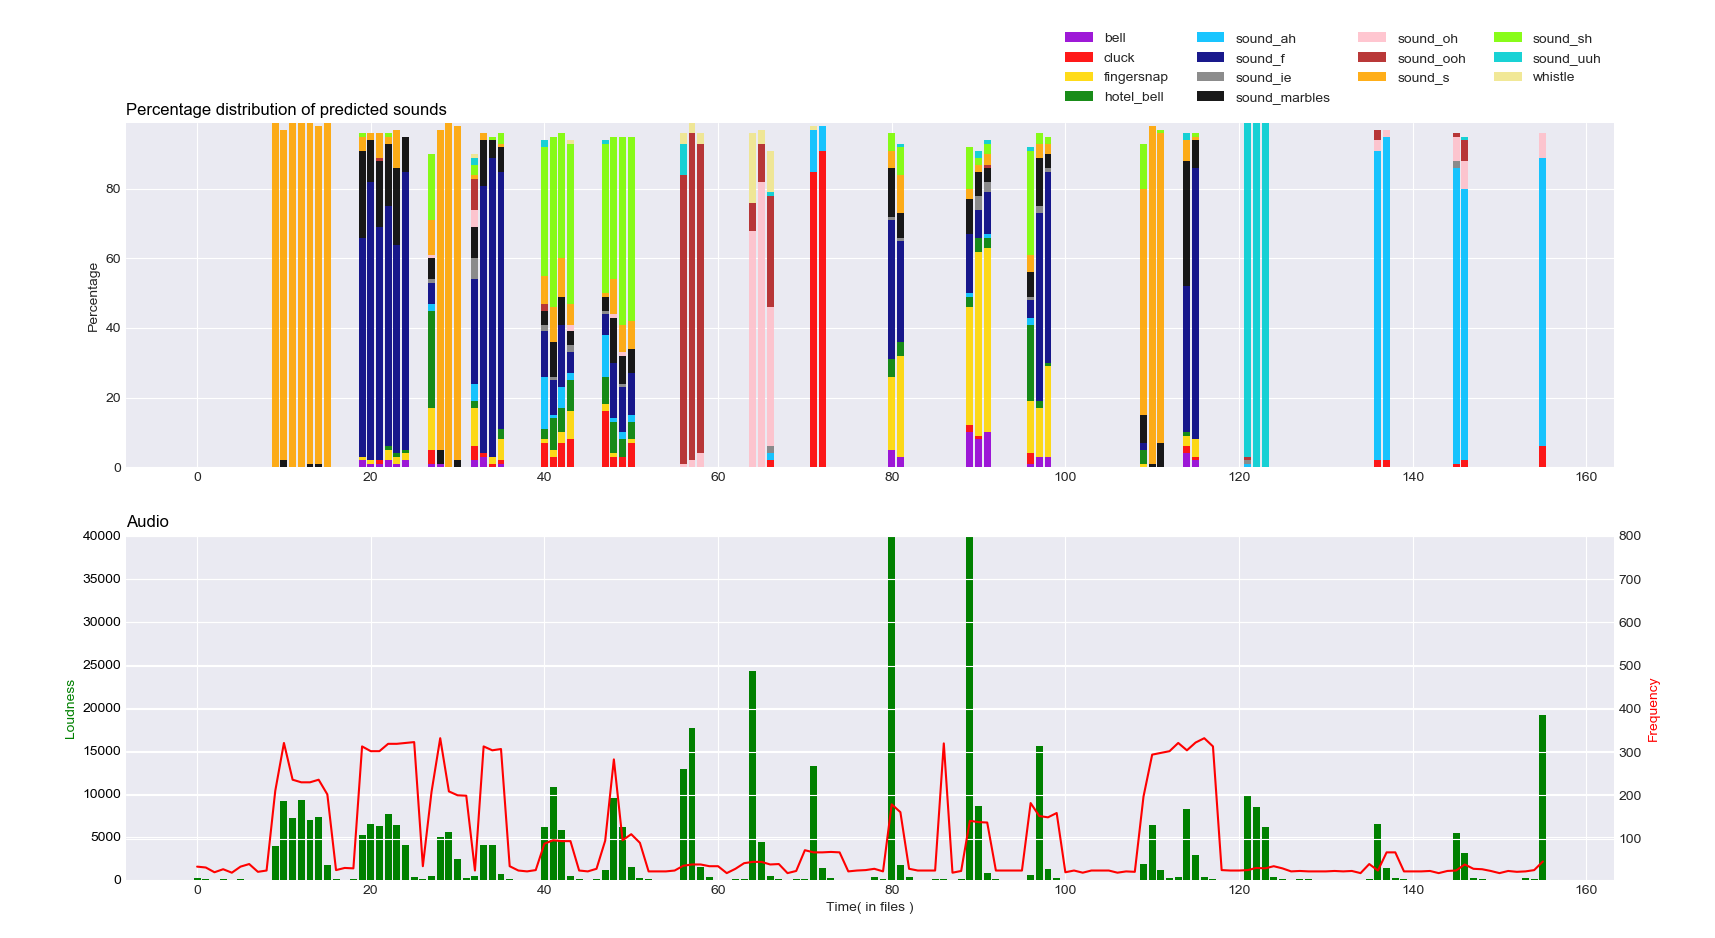 bell sound_ah sound_oh sound_sh
cluck sound_f sound_ooh sound_uuh
fingersnap sound_ie sound_s whistle
hotel_bell sound_marbles
Percentage distribution of predicted sounds
Percentage
80
60
40
20
0
0 20 40 60 80 100 120 140 160
Audio
Loudness
40000
35000
30000
25000
20000
15000
10000
5000
0
800
700
600
500
400
300
200
100
Frequency
0 20 40 60 80 100 120 140 160
Time( in files )